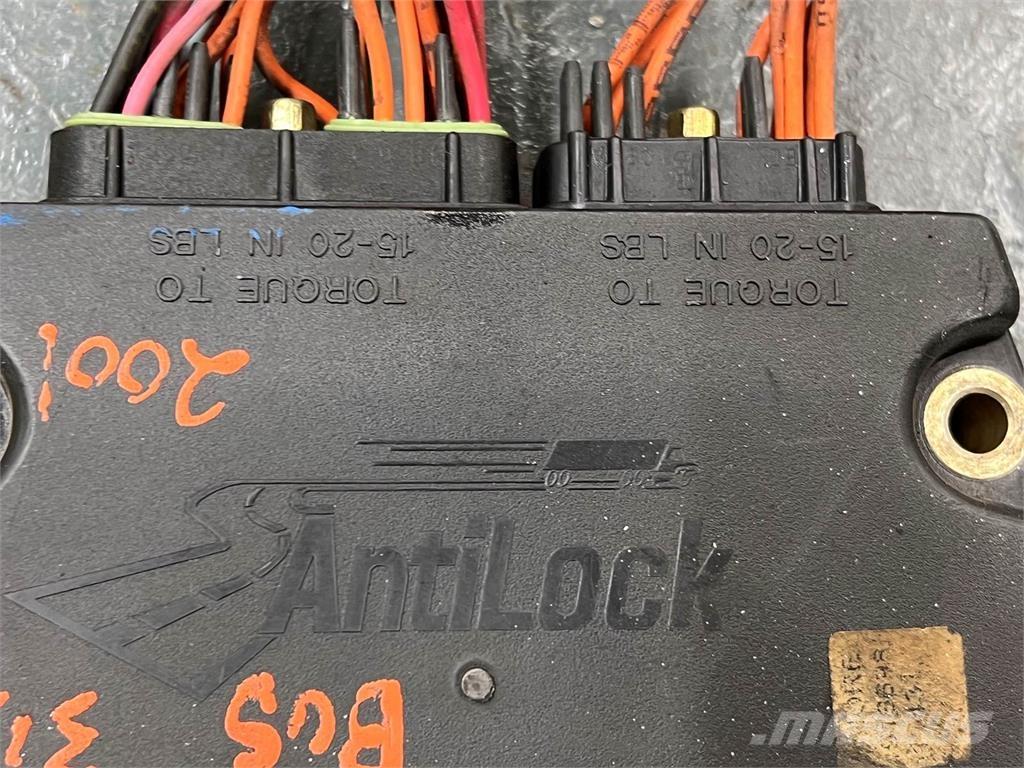 TORQUE TO
15-20 IN LBS
TORQUE TO
15-20 IN LBS
2001
AntiLock
BUS
mascus